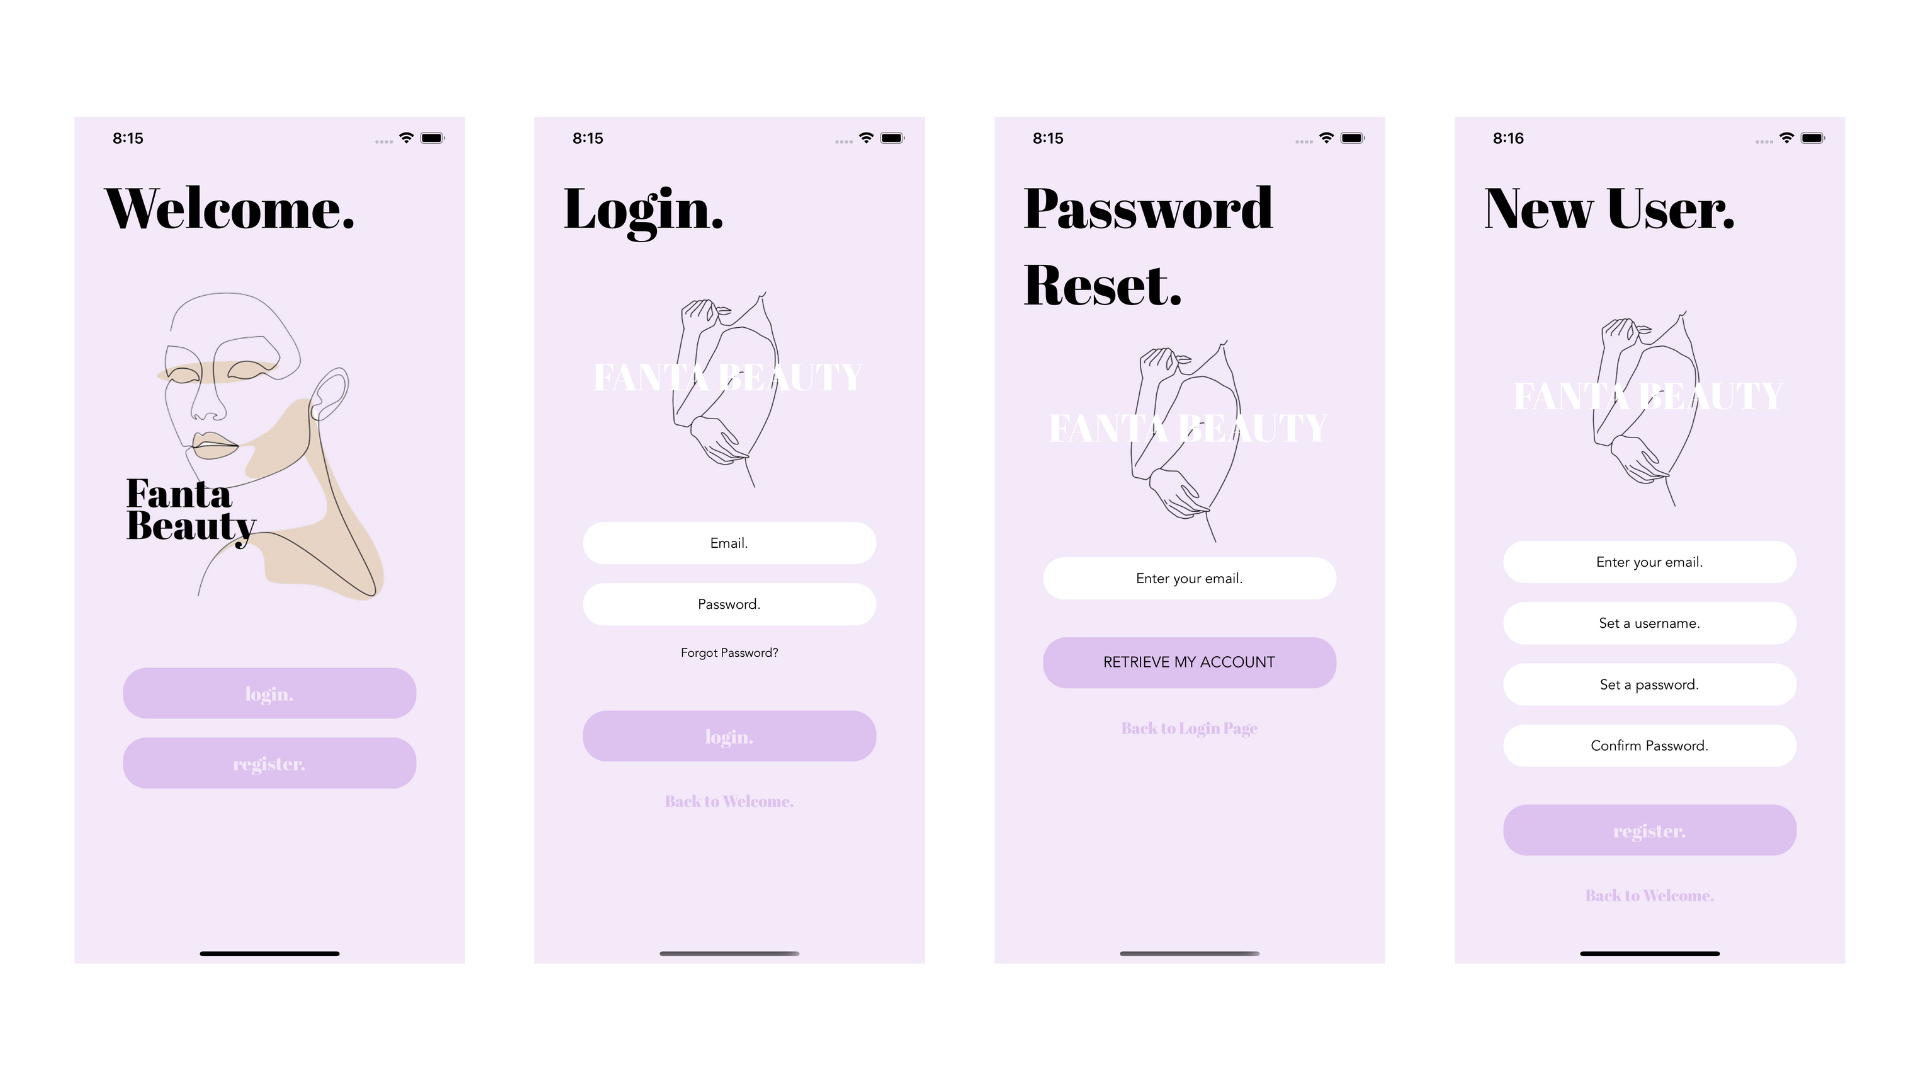 8:15
Welcome.
Fanta
Beauty
login.
register.
8:15
Login.
FANTA BEAUTY
Email.
Password.
Forgot Password?
login.
Back to Welcome.
8:15
Password
Reset.
FANTA BEAUTY
Enter your email.
RETRIEVE MY ACCOUNT
Back to Login Page
8:16
New User.
FANTA BEAUTY
Enter your email.
Set a username.
Set a password.
Confirm Password.
register.
Back to Welcome.